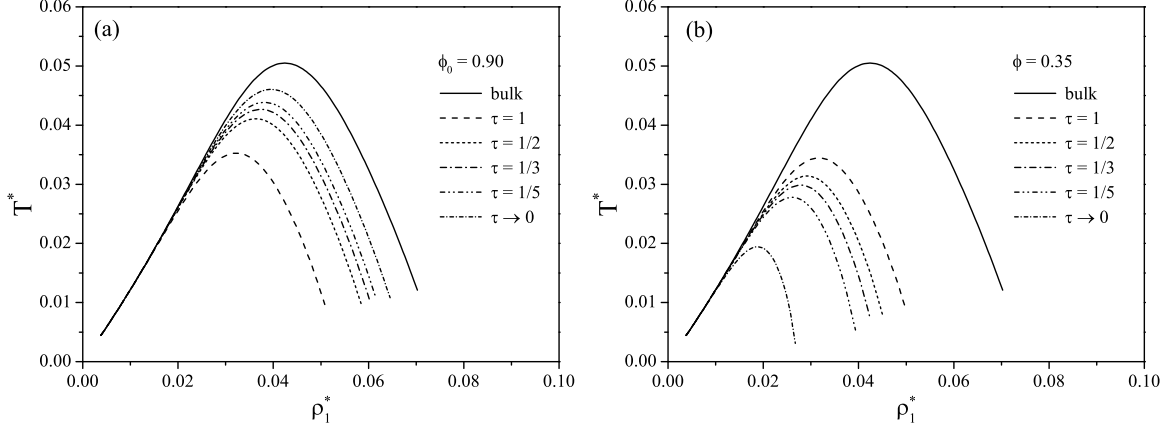 (a)
T*
0.06
0.05
0.04
0.03
0.02
0.01
0.00
ϕ₀ = 0.90
bulk
τ = 1
τ = 1/2
τ = 1/3
τ = 1/5
τ → 0
0.00 0.02 0.04 0.06 0.08 0.10
ρ₁*
(b)
T*
0.06
0.05
0.04
0.03
0.02
0.01
0.00
ϕ = 0.35
bulk
τ = 1
τ = 1/2
τ = 1/3
τ = 1/5
τ → 0
0.00 0.02 0.04 0.06 0.08 0.10
ρ₁*